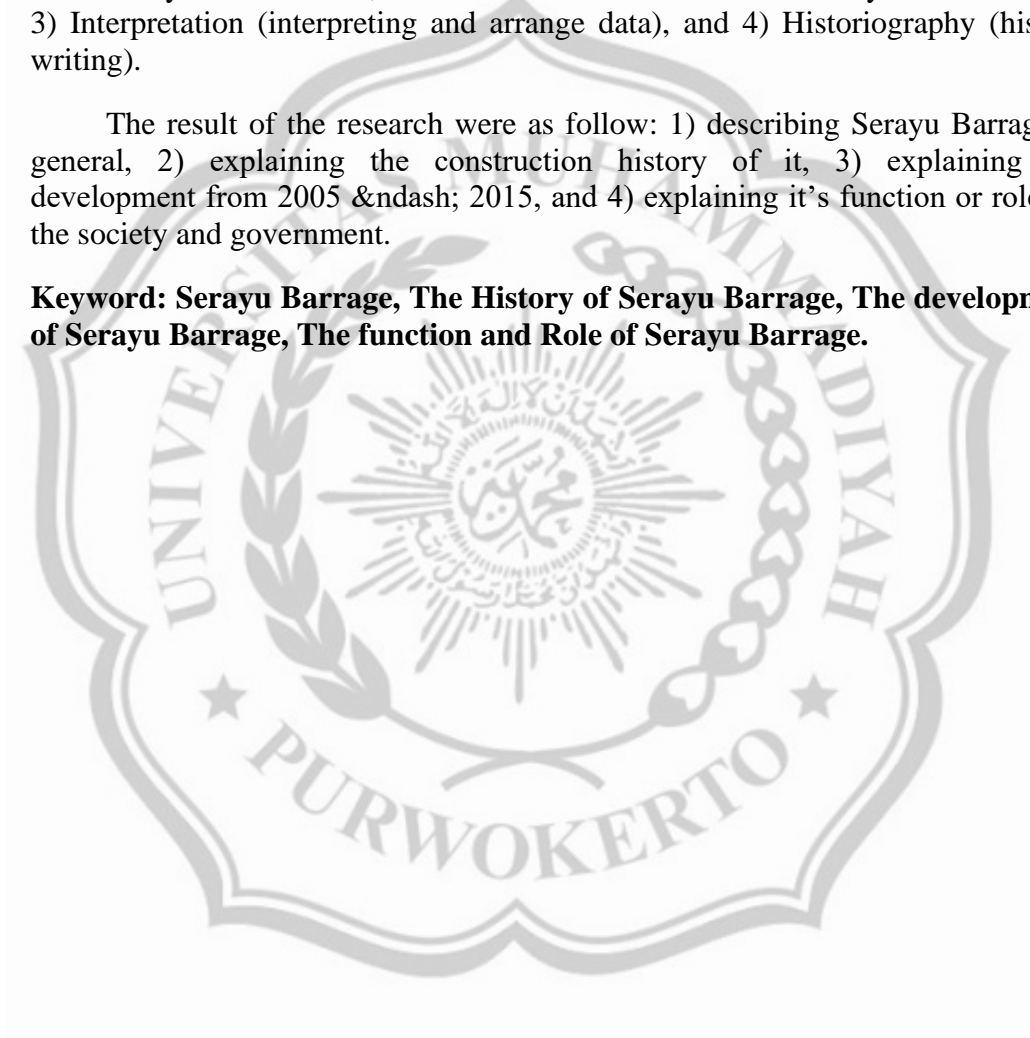 3) Interpretation (interpreting and arrange data), and 4) Historiography (his
writing).
The result of the research were as follow: 1) describing Serayu Barrag
general, 2) explaining the construction history of it, 3) explaining
development from 2005 &ndash; 2015, and 4) explaining it's function or role
the society and government.
Keyword: Serayu Barrage, The History of Serayu Barrage, The developm
of Serayu Barrage, The function and Role of Serayu Barrage.
UNIVERSITAS MUHAMMADIYAH
محمد
PURWOKERTO